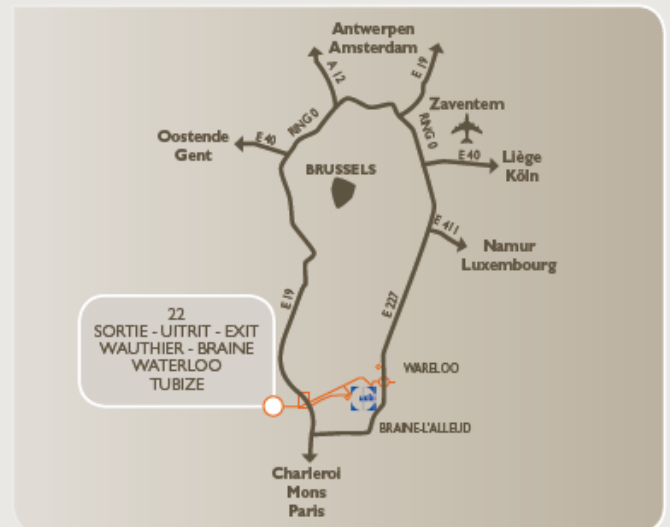 Antwerpen
Amsterdam
A 12
E 19
RING 0
Zaventem
RING 0
Oostende
Gent
E 40
E 40
Liège
Köln
BRUSSELS
E 411
Namur
Luxembourg
E 19
E 227
22
SORTIE - UITRIT - EXIT
WAUTHIER - BRAINE
WATERLOO
TUBIZE
WARELOO
BRAINE-L'ALLEUD
Charleroi
Mons
Paris